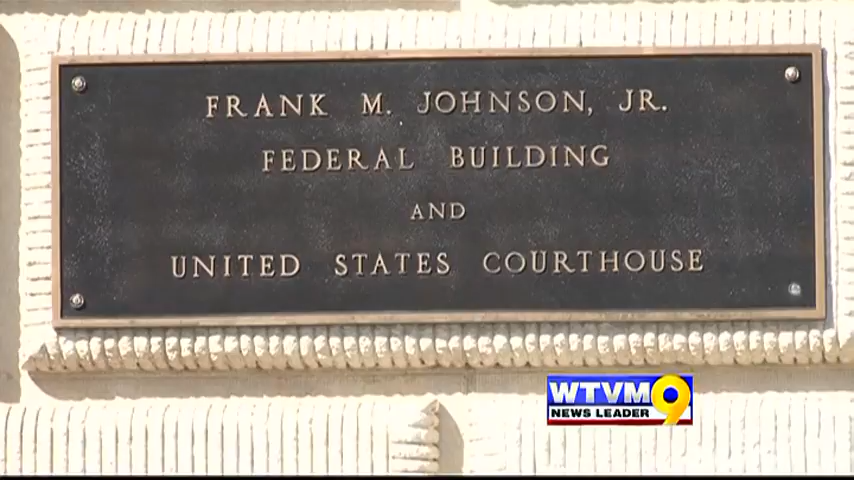 FRANK M. JOHNSON, JR.
FEDERAL BUILDING
AND
UNITED STATES COURTHOUSE
WTVM 9
NEWS LEADER